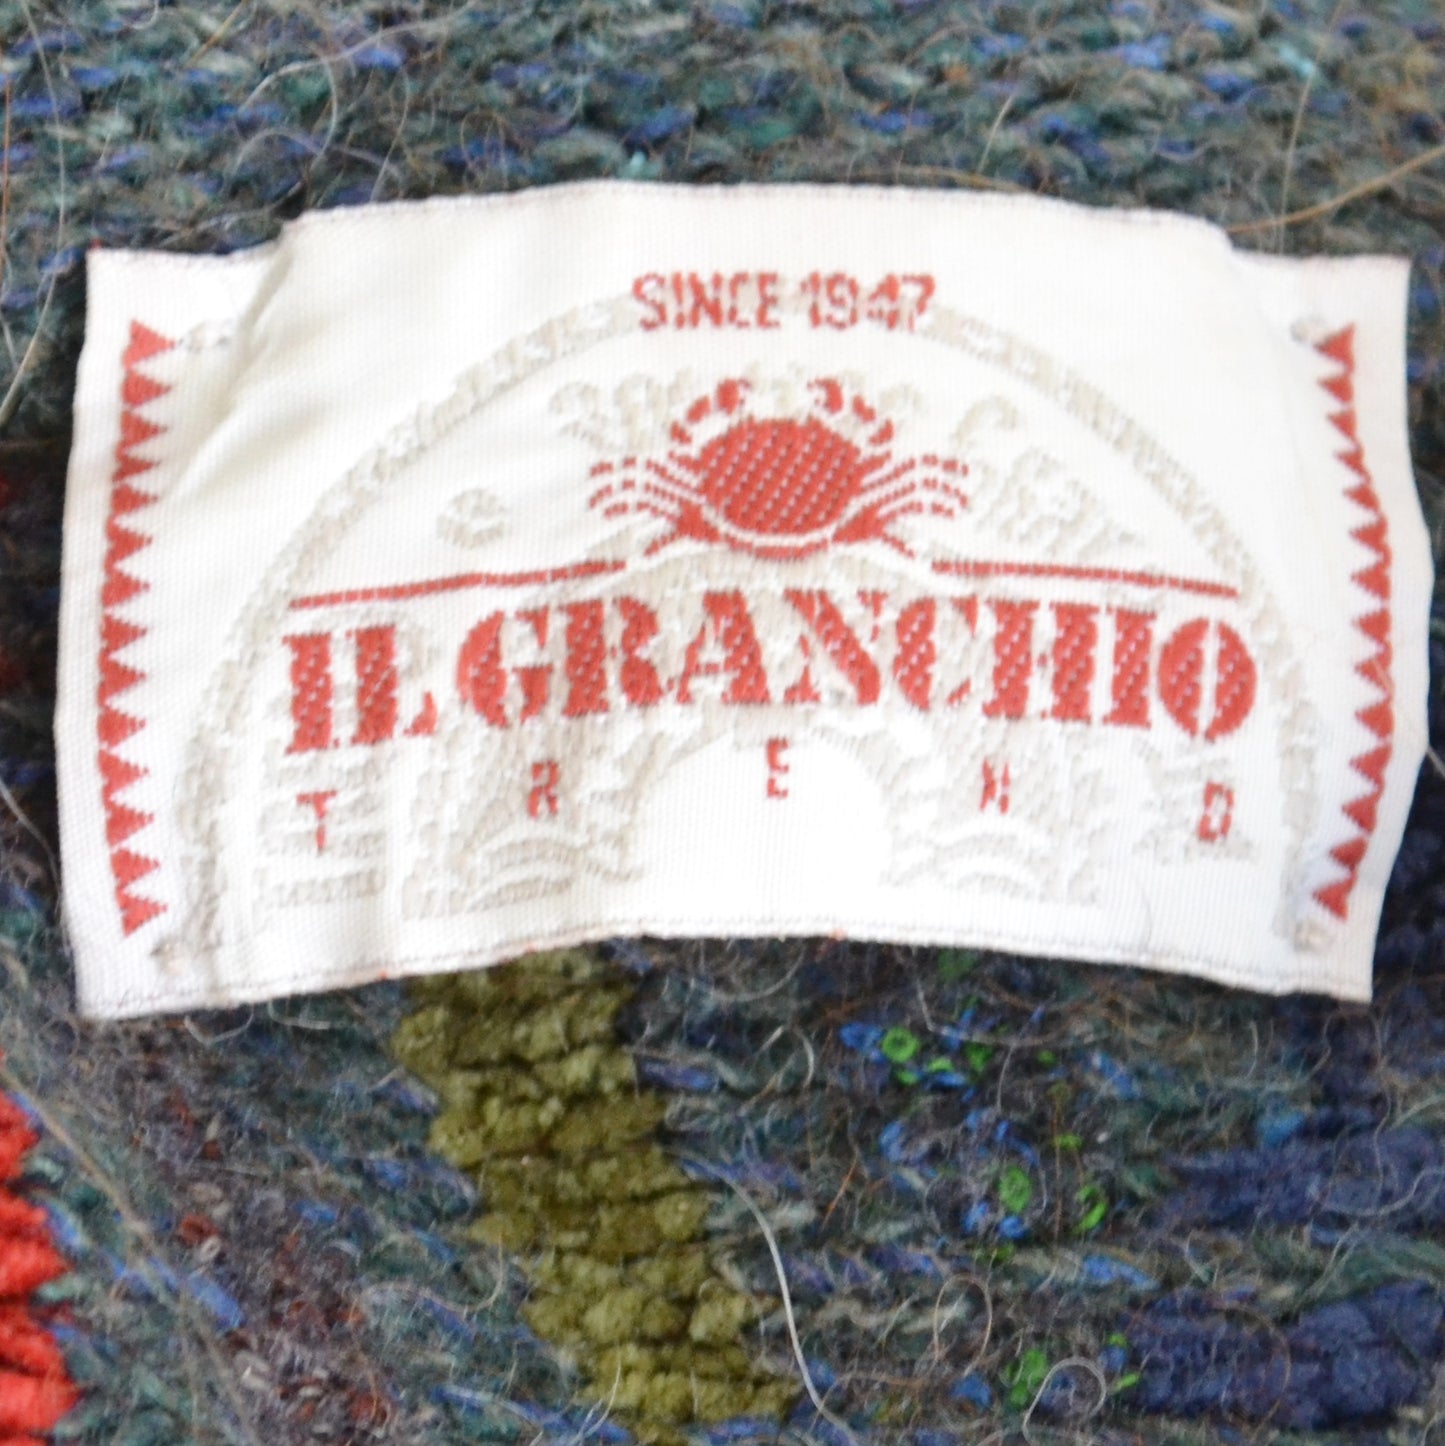 SINCE 1947
IL GRANCHIO
TREND